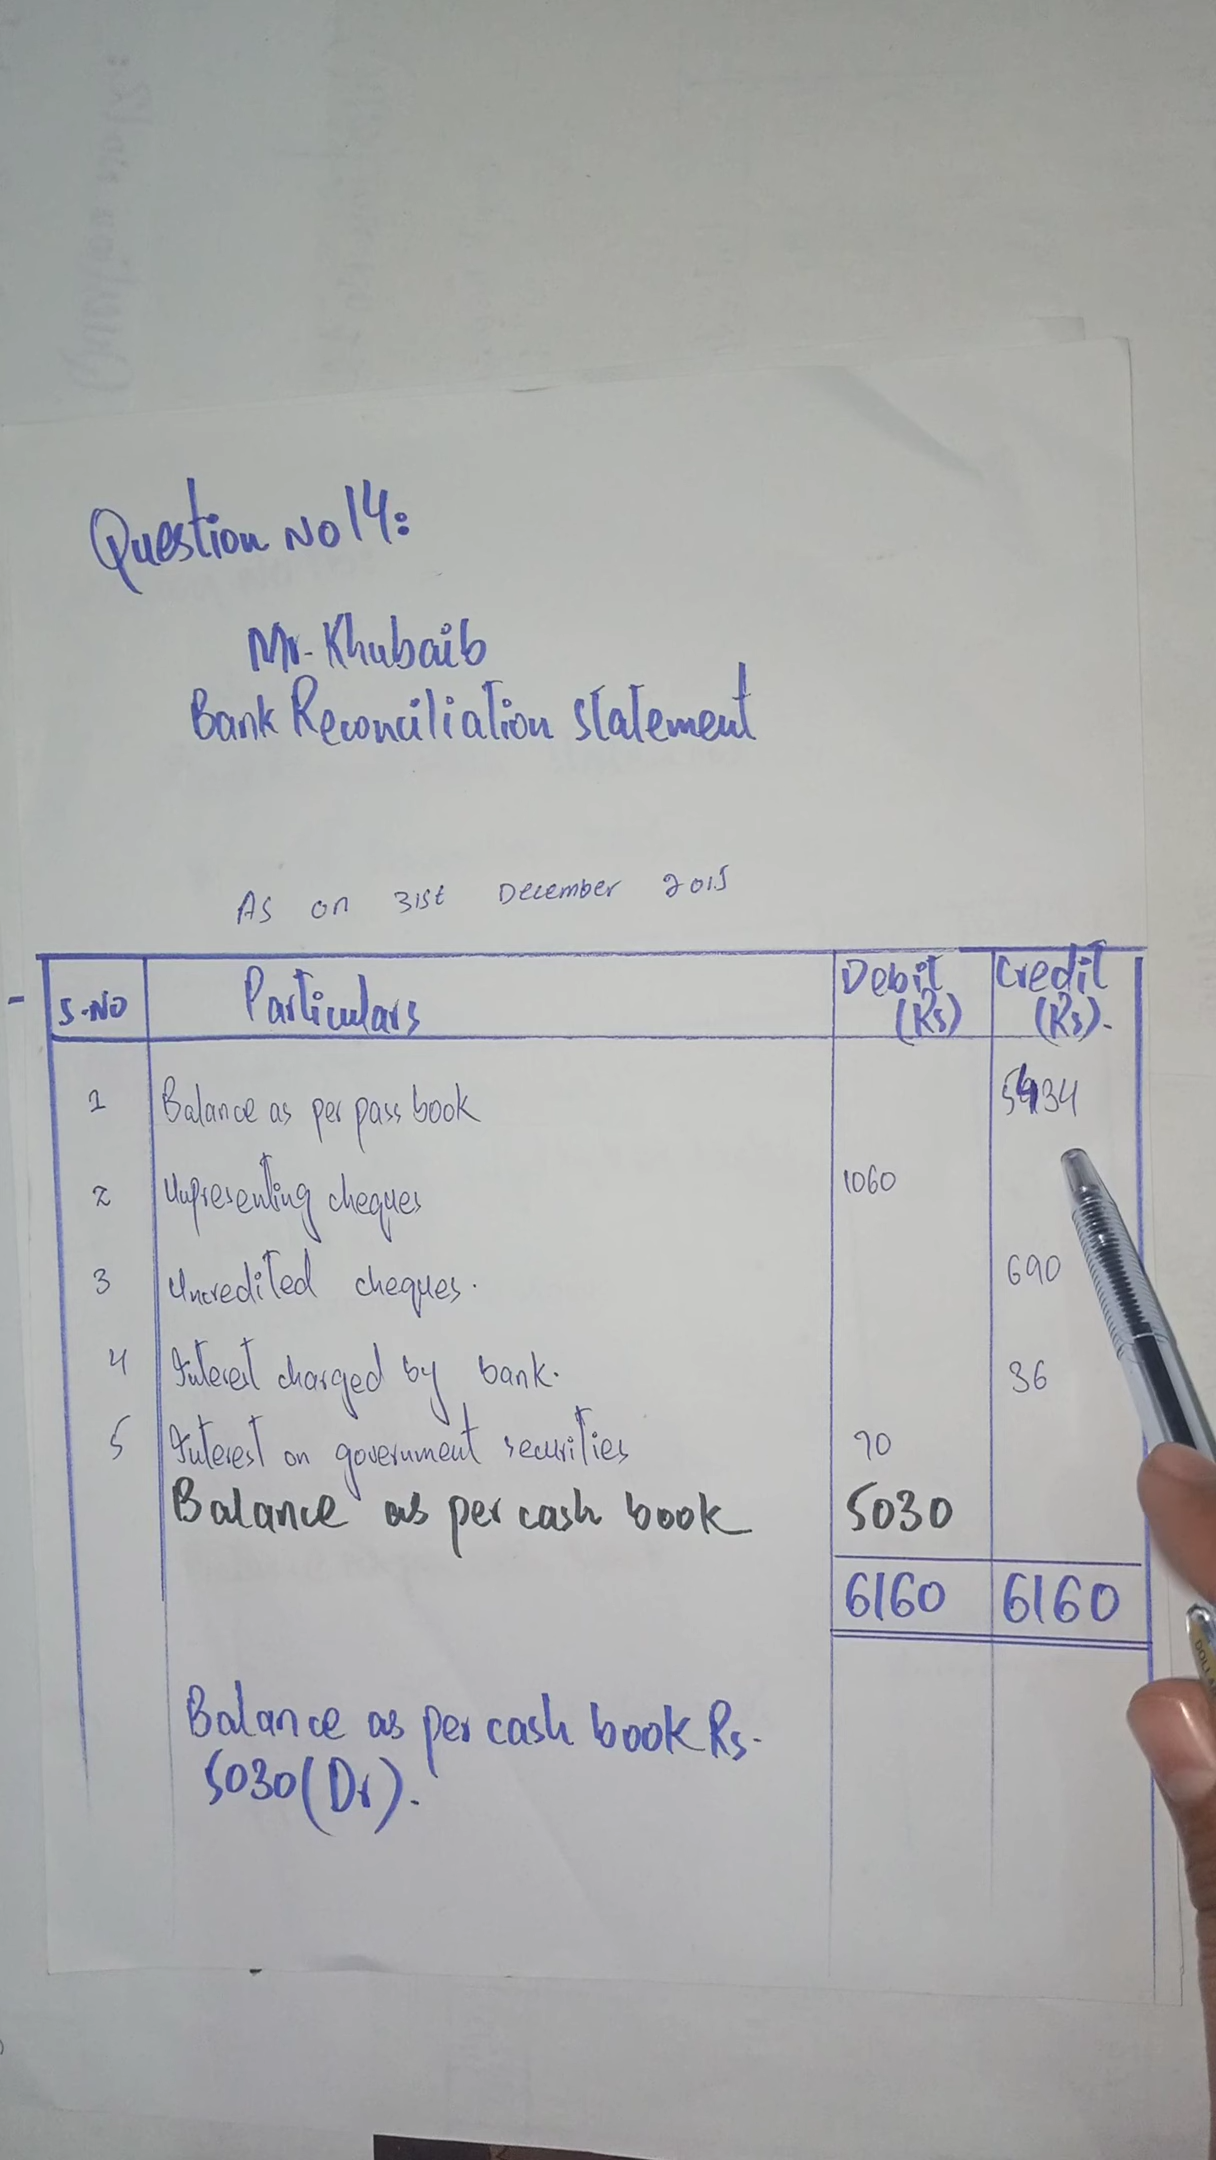 Question No 14:
Mr. Khubaib
Bank Reconciliation Statement
As on 31st December 2015
S.No Particulars Debit (Rs) Credit (Rs).
1 Balance as per pass book 5434
2 Unpresenting cheques 1060
3 Uncredited cheques. 690
4 Interest charged by bank. 36
5 Interest on government securities 70
Balance as per cash book 5030
6160 6160
Balance as per cash book Rs.
5030 (Dr).